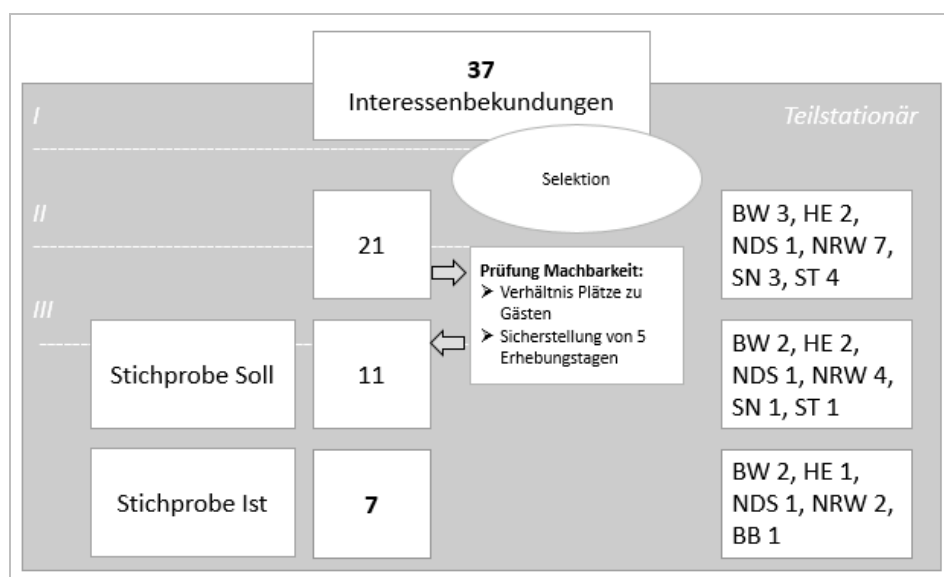 37
Interessenbekundungen
I
Teilstationär
Selektion
II
21
BW 3, HE 2,
NDS 1, NRW 7,
SN 3, ST 4
Prüfung Machbarkeit:
➢ Verhältnis Plätze zu
Gästen
➢ Sicherstellung von 5
Erhebungstagen
III
Stichprobe Soll
11
BW 2, HE 2,
NDS 1, NRW 4,
SN 1, ST 1
Stichprobe Ist
7
BW 2, HE 1,
NDS 1, NRW 2,
BB 1